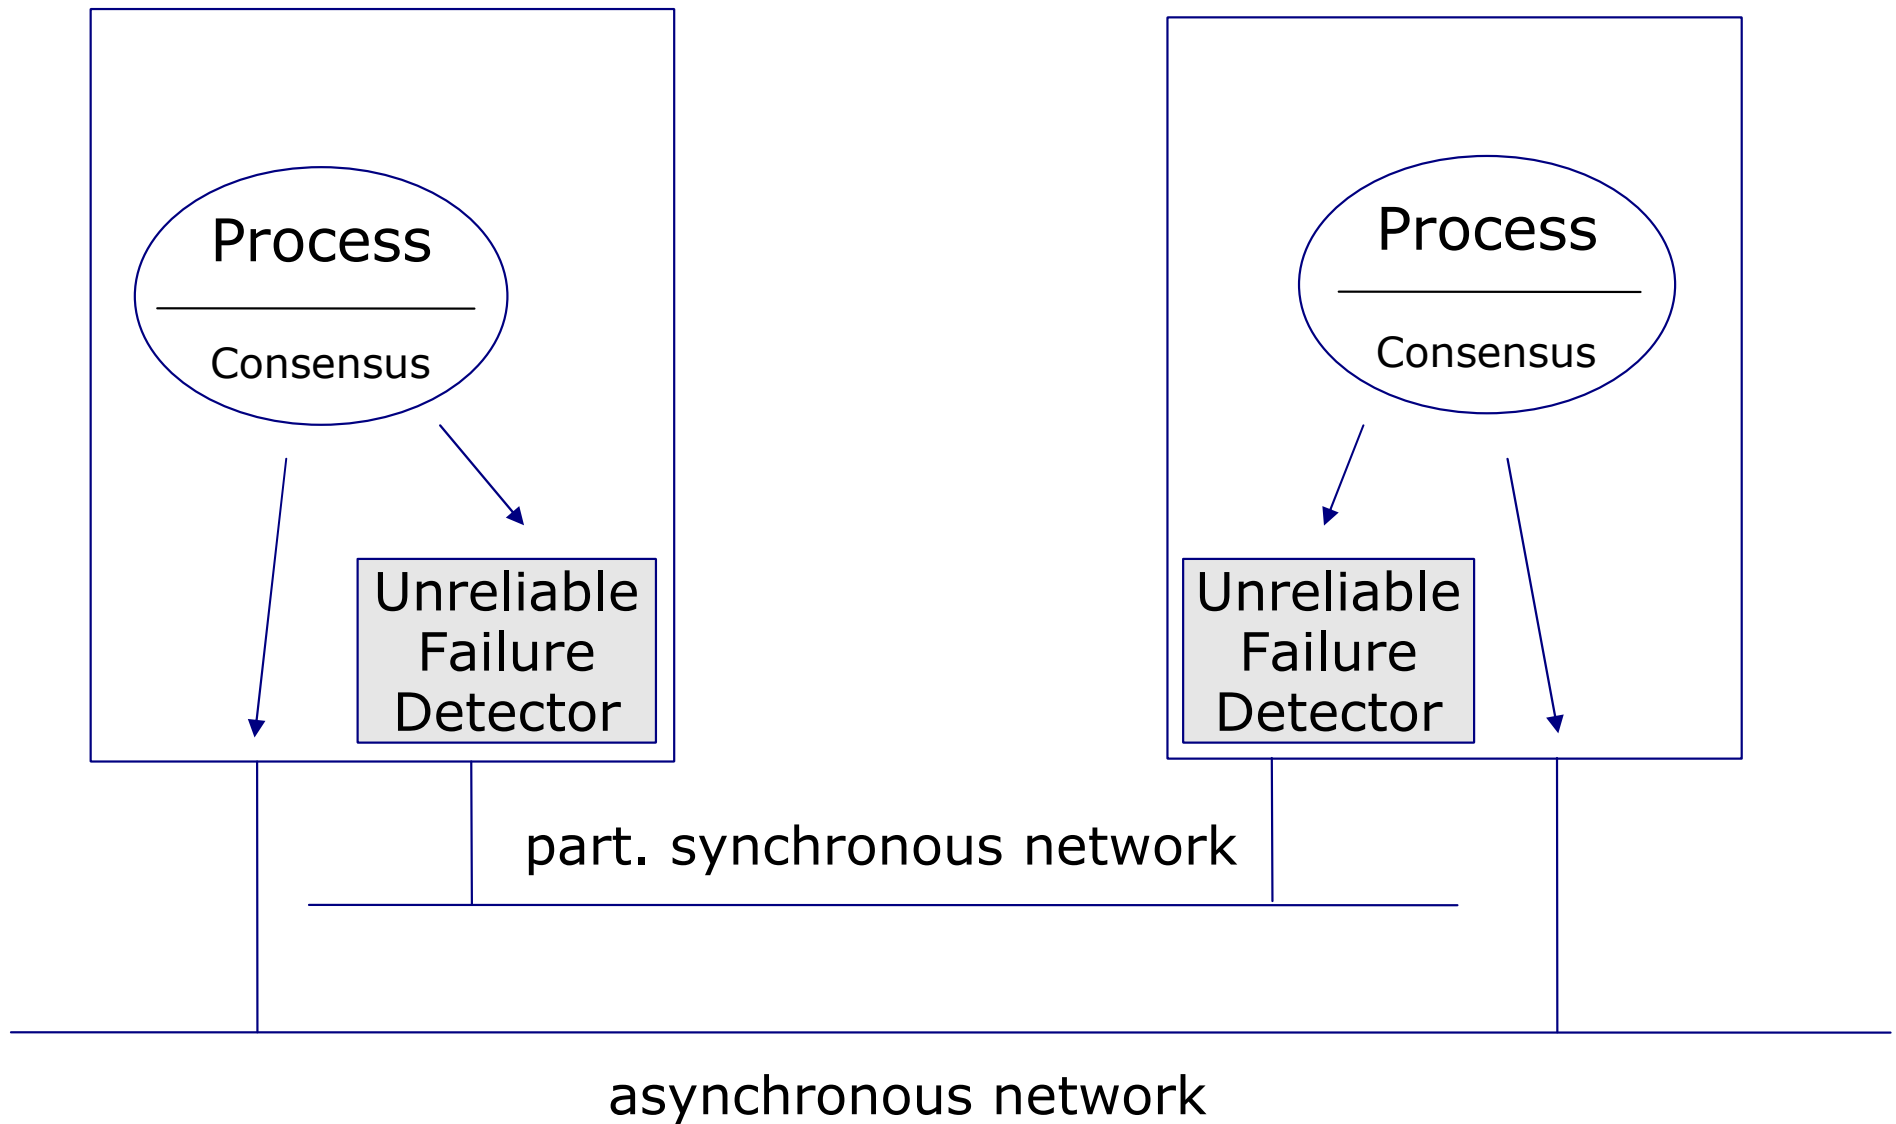 Process
Consensus
Process
Consensus
Unreliable
Failure
Detector
Unreliable
Failure
Detector
part. synchronous network
asynchronous network